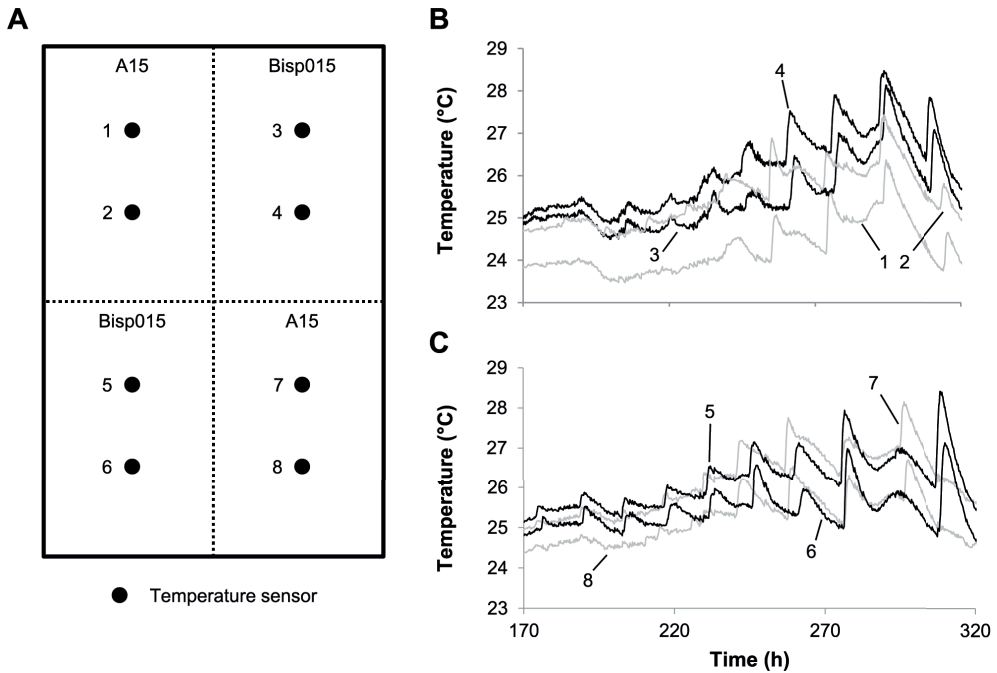 A
A15 Bisp015
1 3
2 4
Bisp015 A15
5 7
6 8
Temperature sensor
B
Temperature (°C)
29
28
27
26
25
24
23
4
3
1 2
C
Temperature (°C)
29
28
27
26
25
24
23
5
7
6
8
170 220 270 320
Time (h)